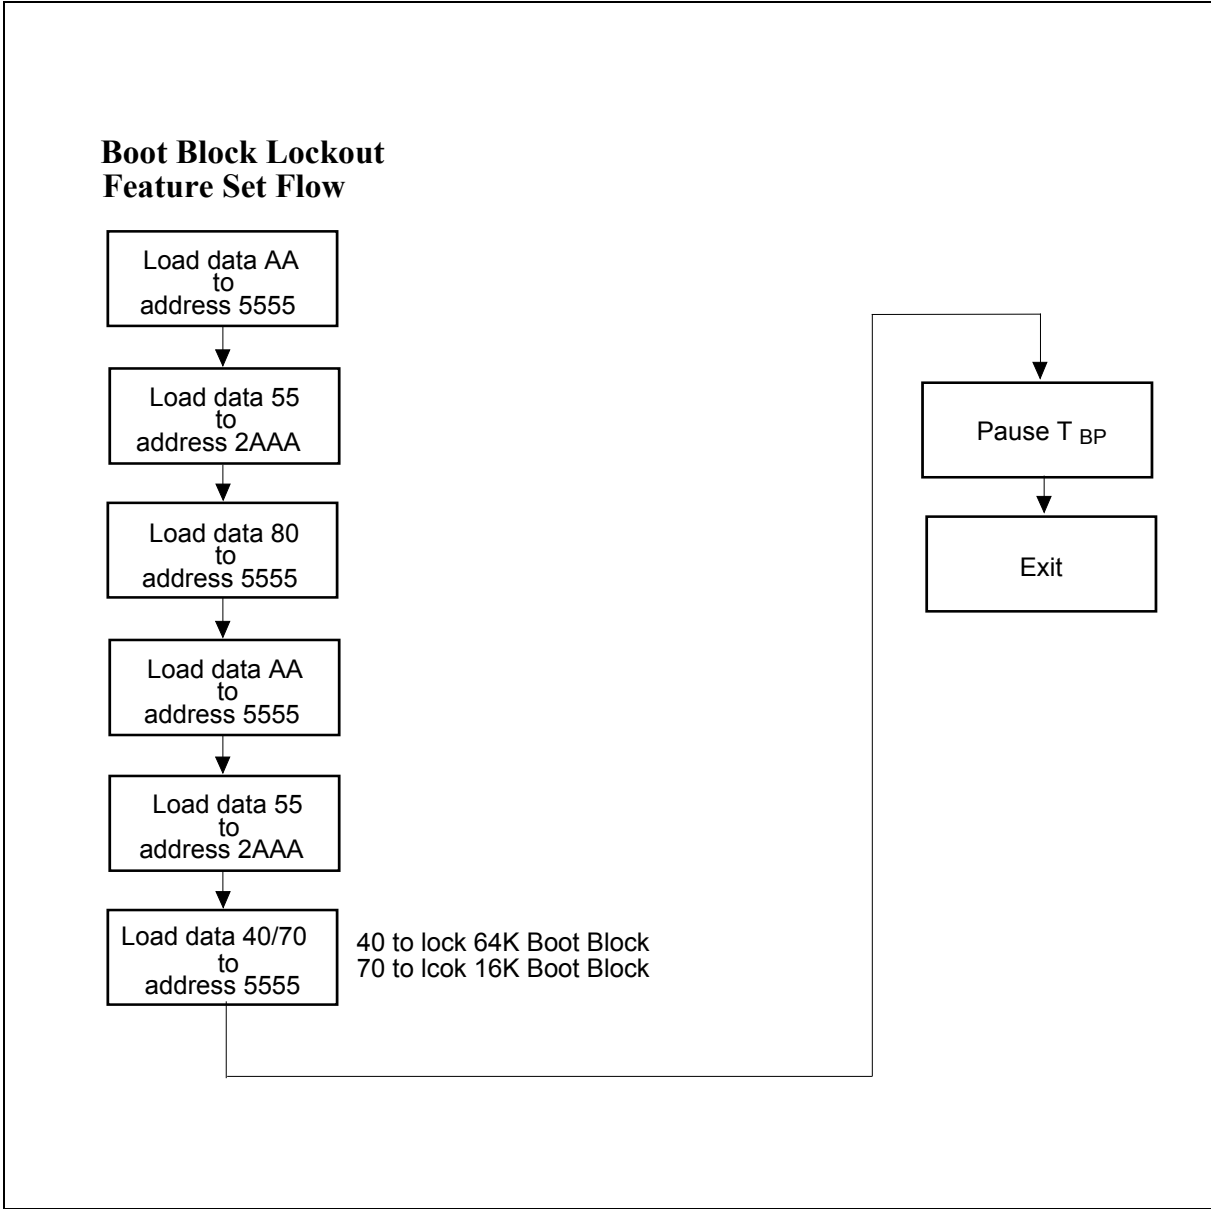 Boot Block Lockout
Feature Set Flow
Load data AA
to
address 5555
Load data 55
to
address 2AAA
Load data 80
to
address 5555
Load data AA
to
address 5555
Load data 55
to
address 2AAA
Load data 40/70
to
address 5555
40 to lock 64K Boot Block
70 to lcok 16K Boot Block
Pause T BP
Exit